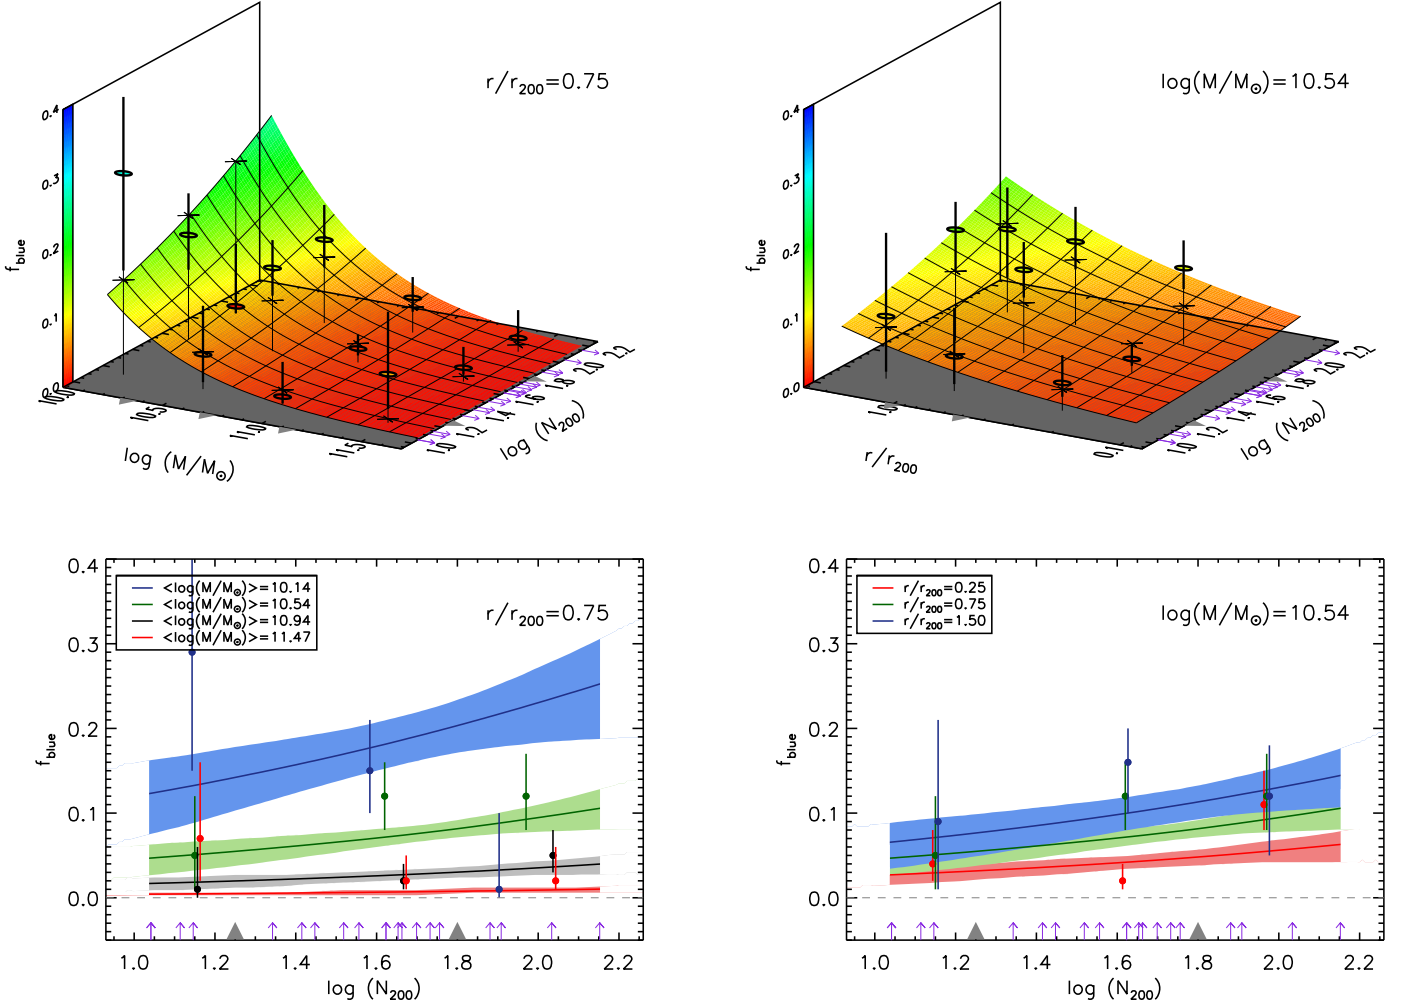 r/r200=0.75
0.4
0.3
0.2
0.1
0.0
fblue
10.0
10.5
11.0
11.5
log (M/M⊙)
1.0
1.2
1.4
1.6
1.8
2.0
2.2
log (N200)
log(M/M⊙)=10.54
0.4
0.3
0.2
0.1
0.0
fblue
1.0
0.1
r/r200
1.0
1.2
1.4
1.6
1.8
2.0
2.2
log (N200)
0.4
0.3
0.2
0.1
0.0
fblue
<log(M/M⊙)>=10.14
<log(M/M⊙)>=10.54
<log(M/M⊙)>=10.94
<log(M/M⊙)>=11.47
r/r200=0.75
1.0 1.2 1.4 1.6 1.8 2.0 2.2
log (N200)
0.4
0.3
0.2
0.1
0.0
fblue
r/r200=0.25
r/r200=0.75
r/r200=1.50
log(M/M⊙)=10.54
1.0 1.2 1.4 1.6 1.8 2.0 2.2
log (N200)